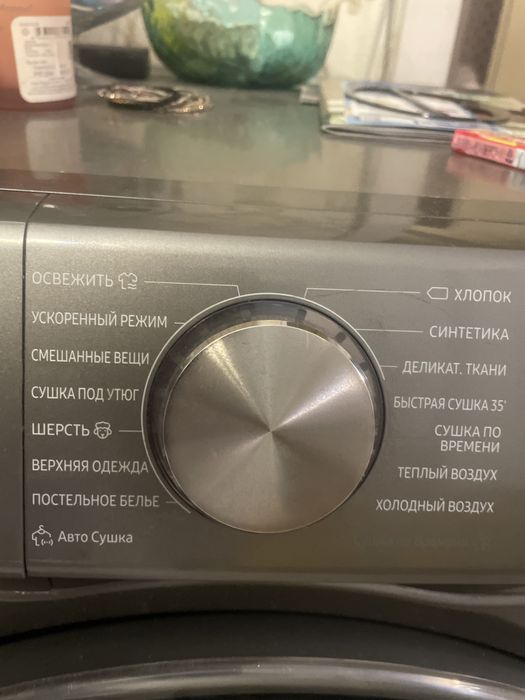 ОСВЕЖИТЬ
УСКОРЕННЫЙ РЕЖИМ
СМЕШАННЫЕ ВЕЩИ
СУШКА ПОД УТЮГ
ШЕРСТЬ
ВЕРХНЯЯ ОДЕЖДА
ПОСТЕЛЬНОЕ БЕЛЬЕ
Авто Сушка
ХЛОПОК
СИНТЕТИКА
ДЕЛИКАТ. ТКАНИ
БЫСТРАЯ СУШКА 35'
СУШКА ПО
ВРЕМЕНИ
ТЕПЛЫЙ ВОЗДУХ
ХОЛОДНЫЙ ВОЗДУХ